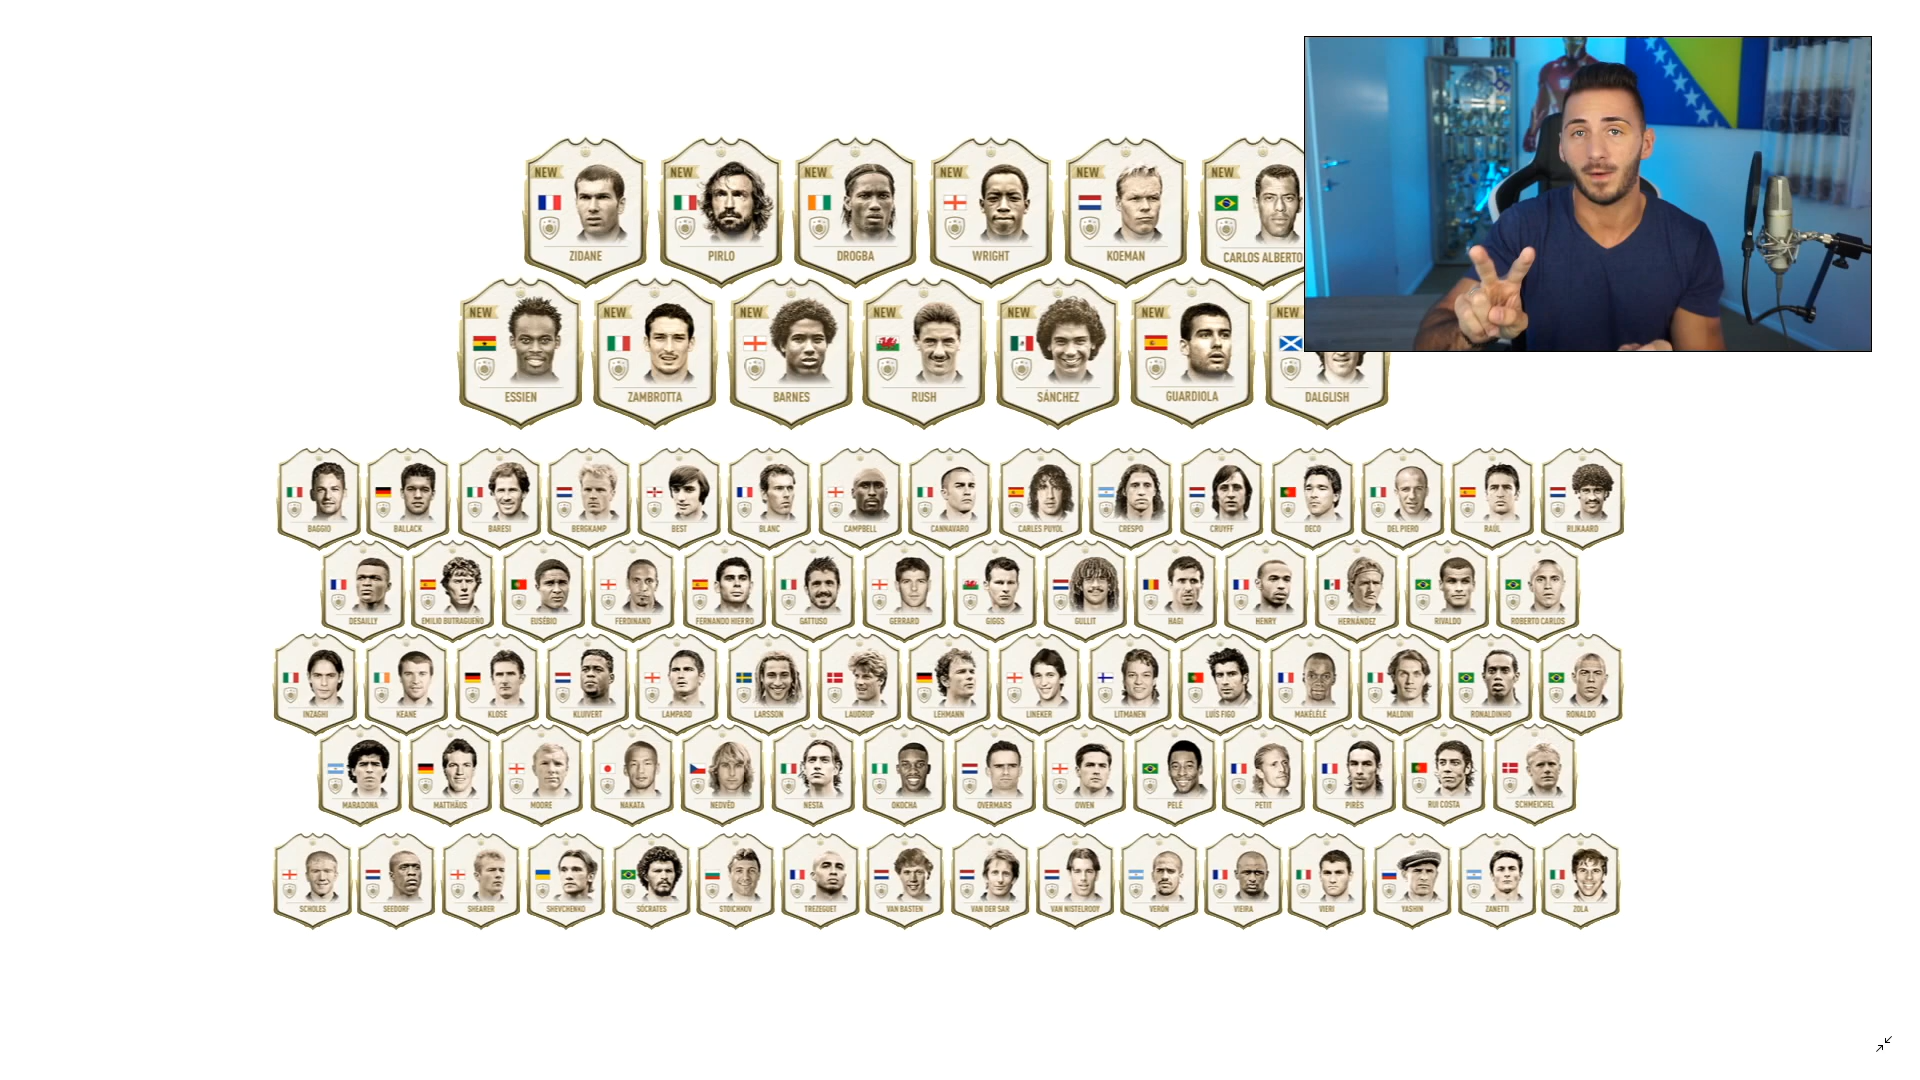 NEW NEW NEW NEW NEW NEW
ZIDANE PIRLO DROGBA WRIGHT KOEMAN CARLOS ALBERTO
NEW NEW NEW NEW NEW NEW NEW
ESSIEN ZAMBROTTA BARNES RUSH SÁNCHEZ GUARDIOLA DALGLISH
BAGGIO BALLACK BARESI BERGKAMP BEST BLANC CAMPBELL CANNAVARO CARLES PUYOL CRESPO CRUYFF DECO DEL PIERO RAÚL RIJKAARD
DESAILLY EMILIO BUTRAGUEÑO EUSÉBIO FERDINAND FERNANDO HIERRO GATTUSO GERRARD GIGGS GULLIT HAGI HENRY HERNÁNDEZ RIVALDO ROBERTO CARLOS
INZAGHI KEANE KLOSE KLUIVERT LAMPARD LARSSON LAUDRUP LEHMANN LINEKER LITMANEN LUÍS FIGO MAKÉLÉLÉ MALDINI RONALDINHO RONALDO
MARADONA MATTHÄUS MOORE NAKATA NEDVĚD NESTA OKOCHA OVERMARS OWEN PELÉ PETIT PIRÈS RUI COSTA SCHMEICHEL
SCHOLES SEEDORF SHEARER SHEVCHENKO SÓCRATES STOICHKOV TREZEGUET VAN BASTEN VAN DER SAR VAN NISTELROOY VERÓN VIEIRA VIERI YASHIN ZANETTI ZOLA